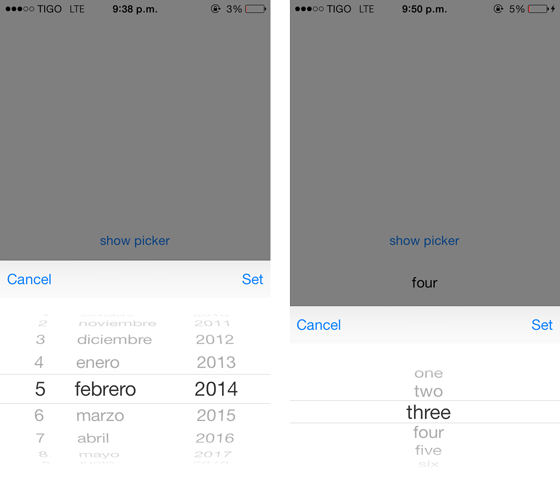 TIGO LTE 9:38 p.m. 3%
show picker
Cancel Set
2 noviembre 2011
3 diciembre 2012
4 enero 2013
5 febrero 2014
6 marzo 2015
7 abril 2016
8 mayo 2017
TIGO LTE 9:50 p.m. 5%
show picker
four
Cancel Set
one
two
three
four
five
six